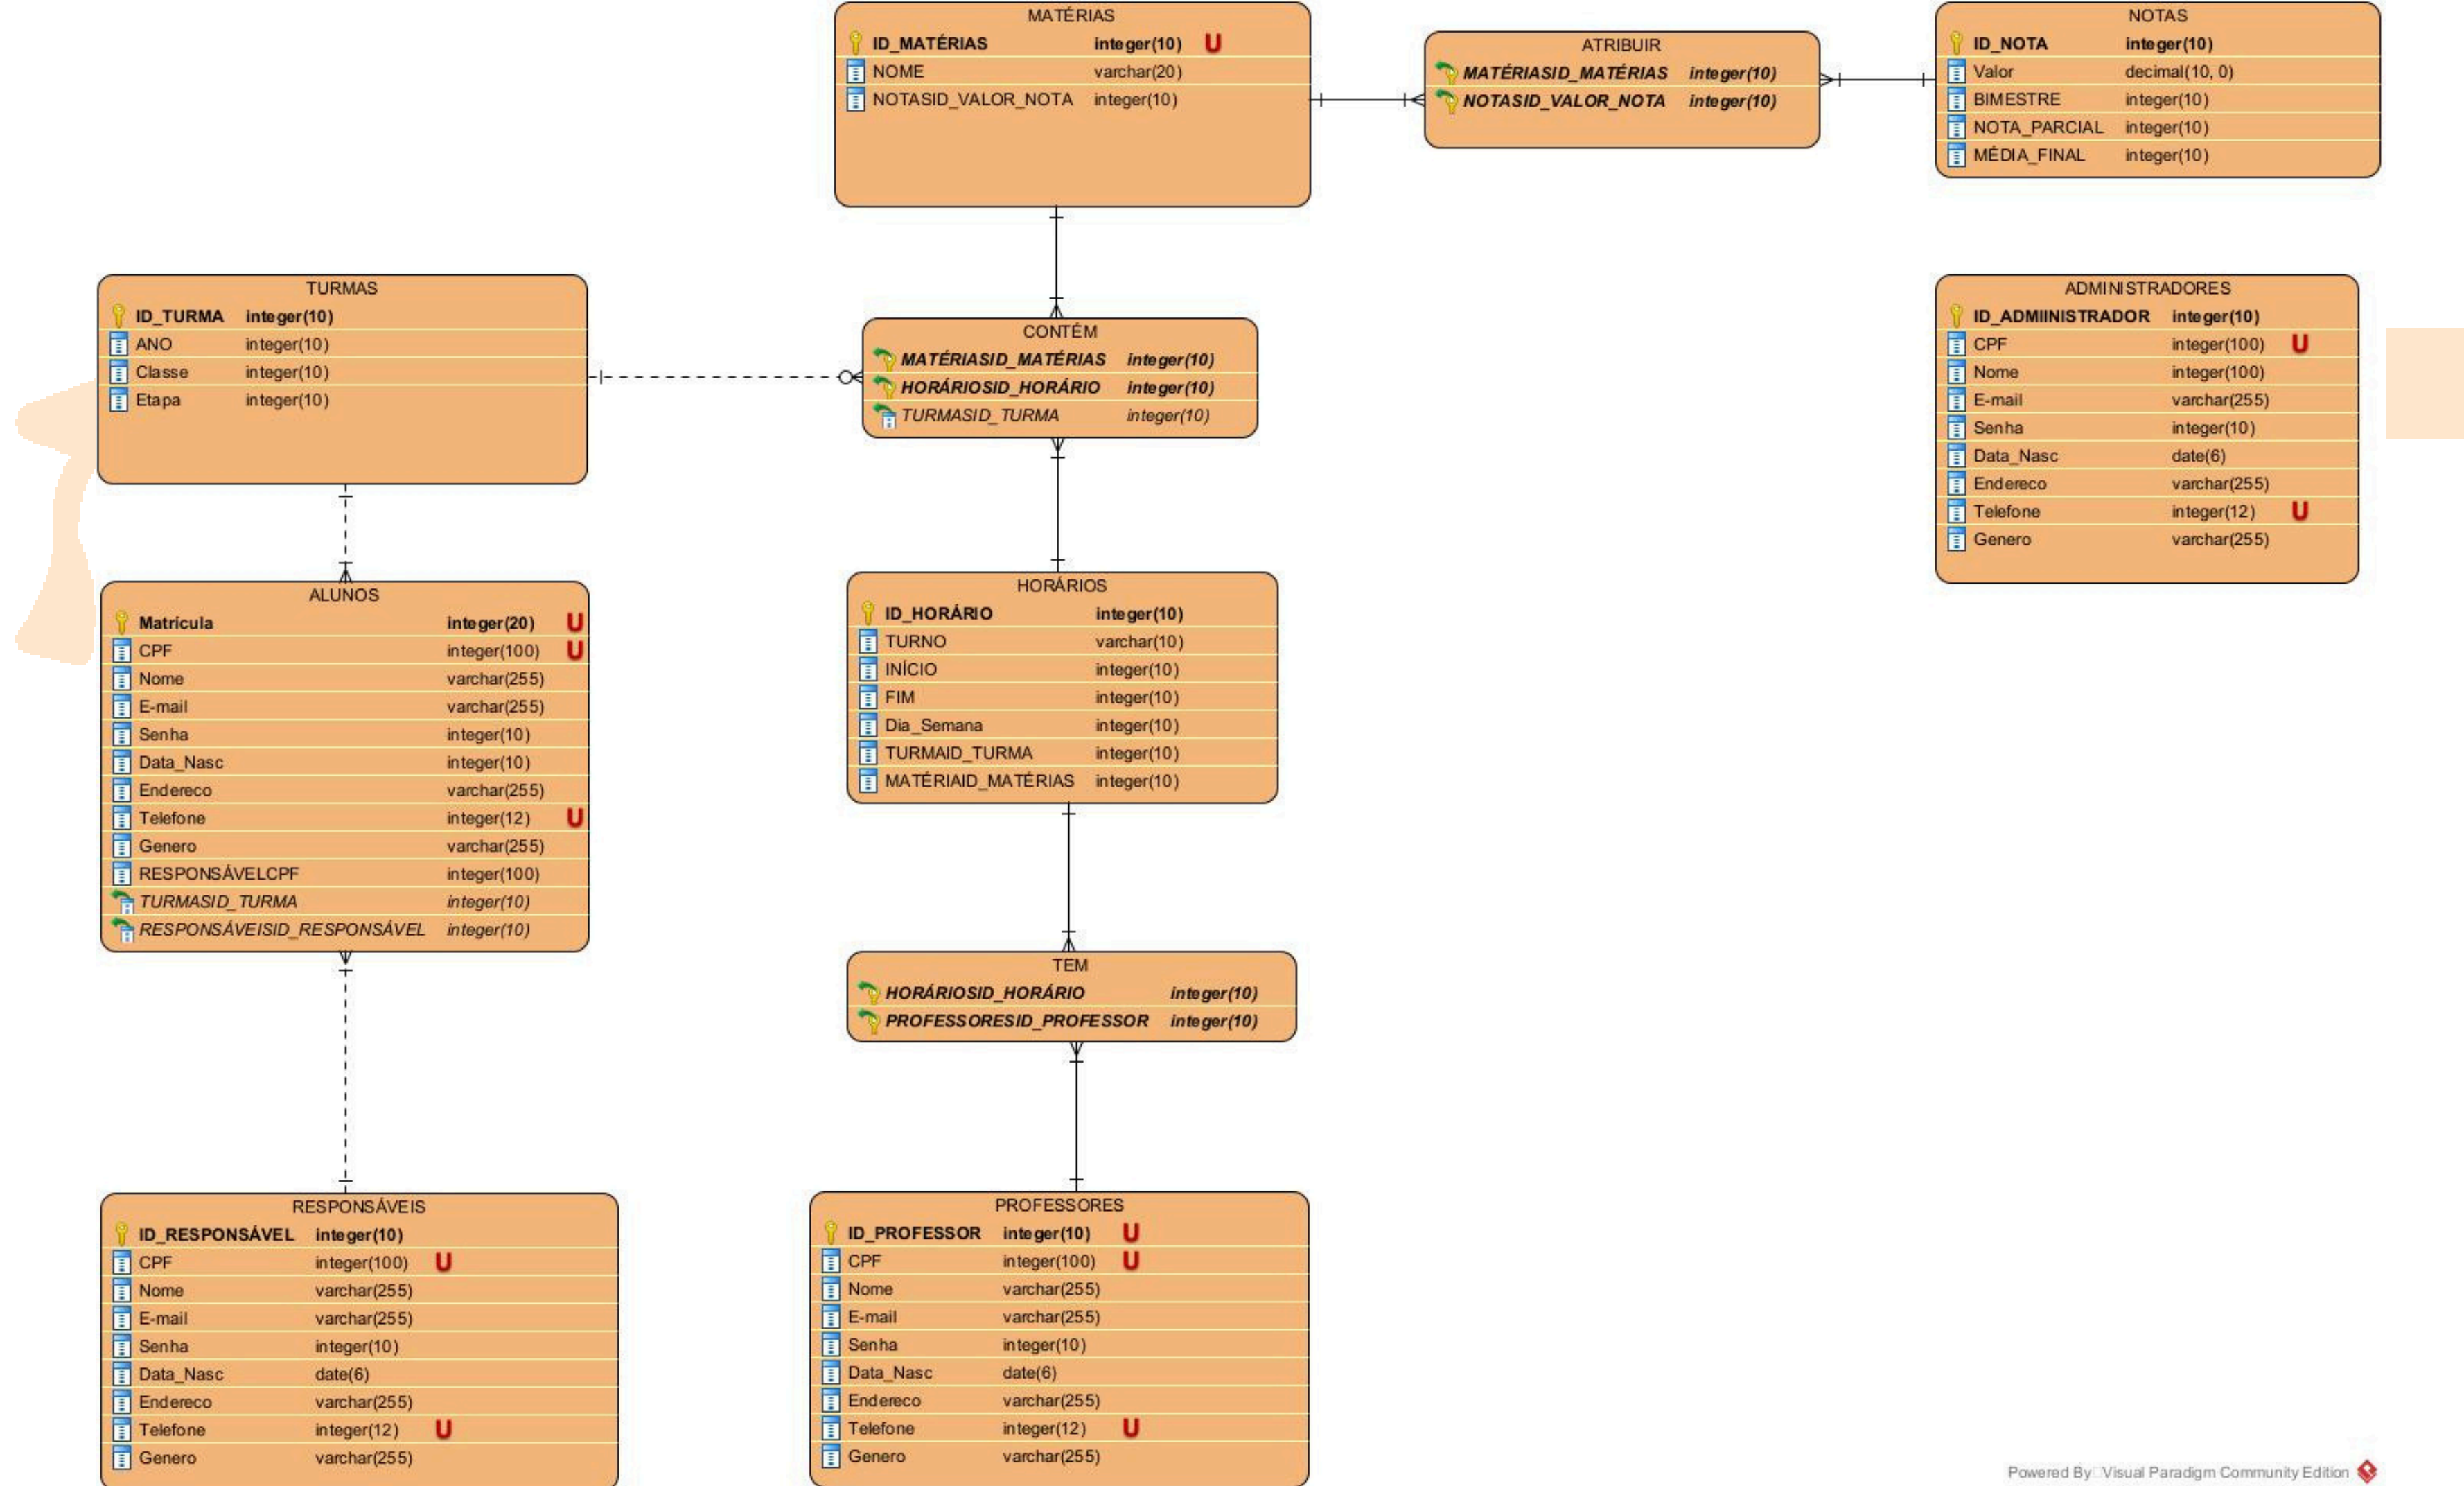 MATÉRIAS
ID_MATÉRIAS integer(10) U
NOME varchar(20)
NOTASID_VALOR_NOTA integer(10)
ATRIBUIR
MATÉRIASID_MATÉRIAS integer(10)
NOTASID_VALOR_NOTA integer(10)
NOTAS
ID_NOTA integer(10)
Valor decimal(10, 0)
BIMESTRE integer(10)
NOTA_PARCIAL integer(10)
MÉDIA_FINAL integer(10)
TURMAS
ID_TURMA integer(10)
ANO integer(10)
Classe integer(10)
Etapa integer(10)
CONTÉM
MATÉRIASID_MATÉRIAS integer(10)
HORÁRIOSID_HORÁRIO integer(10)
TURMASID_TURMA integer(10)
ADMINISTRADORES
ID_ADMIINISTRADOR integer(10)
CPF integer(100) U
Nome integer(100)
E-mail varchar(255)
Senha integer(10)
Data_Nasc date(6)
Endereco varchar(255)
Telefone integer(12) U
Genero varchar(255)
ALUNOS
Matrícula integer(20) U
CPF integer(100) U
Nome varchar(255)
E-mail varchar(255)
Senha integer(10)
Data_Nasc integer(10)
Endereco varchar(255)
Telefone integer(12) U
Genero varchar(255)
RESPONSÁVELCPF integer(100)
TURMASID_TURMA integer(10)
RESPONSÁVEISID_RESPONSÁVEL integer(10)
HORÁRIOS
ID_HORÁRIO integer(10)
TURNO varchar(10)
INÍCIO integer(10)
FIM integer(10)
Dia_Semana integer(10)
TURMAID_TURMA integer(10)
MATÉRIAID_MATÉRIAS integer(10)
TEM
HORÁRIOSID_HORÁRIO integer(10)
PROFESSORESID_PROFESSOR integer(10)
RESPONSÁVEIS
ID_RESPONSÁVEL integer(10)
CPF integer(100) U
Nome varchar(255)
E-mail varchar(255)
Senha integer(10)
Data_Nasc date(6)
Endereco varchar(255)
Telefone integer(12) U
Genero varchar(255)
PROFESSORES
ID_PROFESSOR integer(10) U
CPF integer(100) U
Nome varchar(255)
E-mail varchar(255)
Senha integer(10)
Data_Nasc date(6)
Endereco varchar(255)
Telefone integer(12) U
Genero varchar(255)
Powered By Visual Paradigm Community Edition